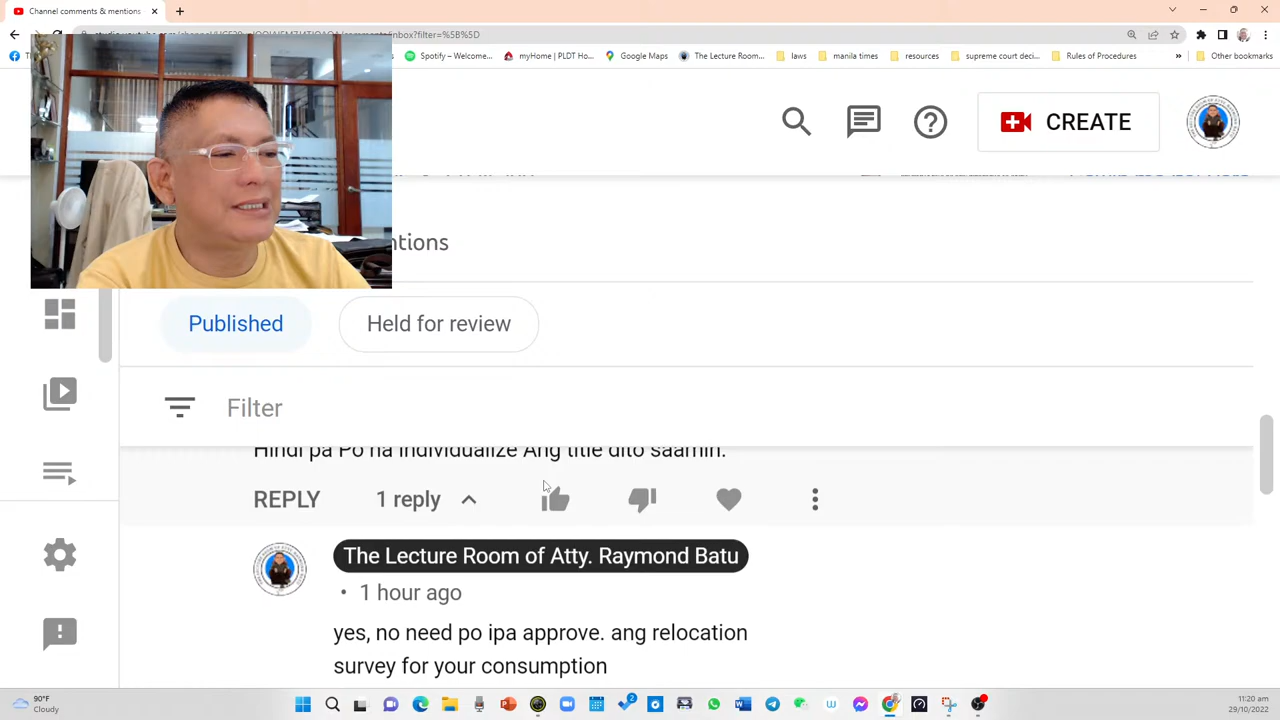 Channel comments & mentions
Spotify – Welcome...
myHome | PLDT Ho...
Google Maps
The Lecture Room...
laws
manila times
resources
supreme court deci...
Rules of Procedures
Other bookmarks
CREATE
ntions
Published
Held for review
Filter
Hindi pa Po na individualize Ang title dito saamin.
REPLY
1 reply
The Lecture Room of Atty. Raymond Batu
• 1 hour ago
yes, no need po ipa approve. ang relocation
survey for your consumption
90°F
Cloudy
11:20 am
29/10/2022